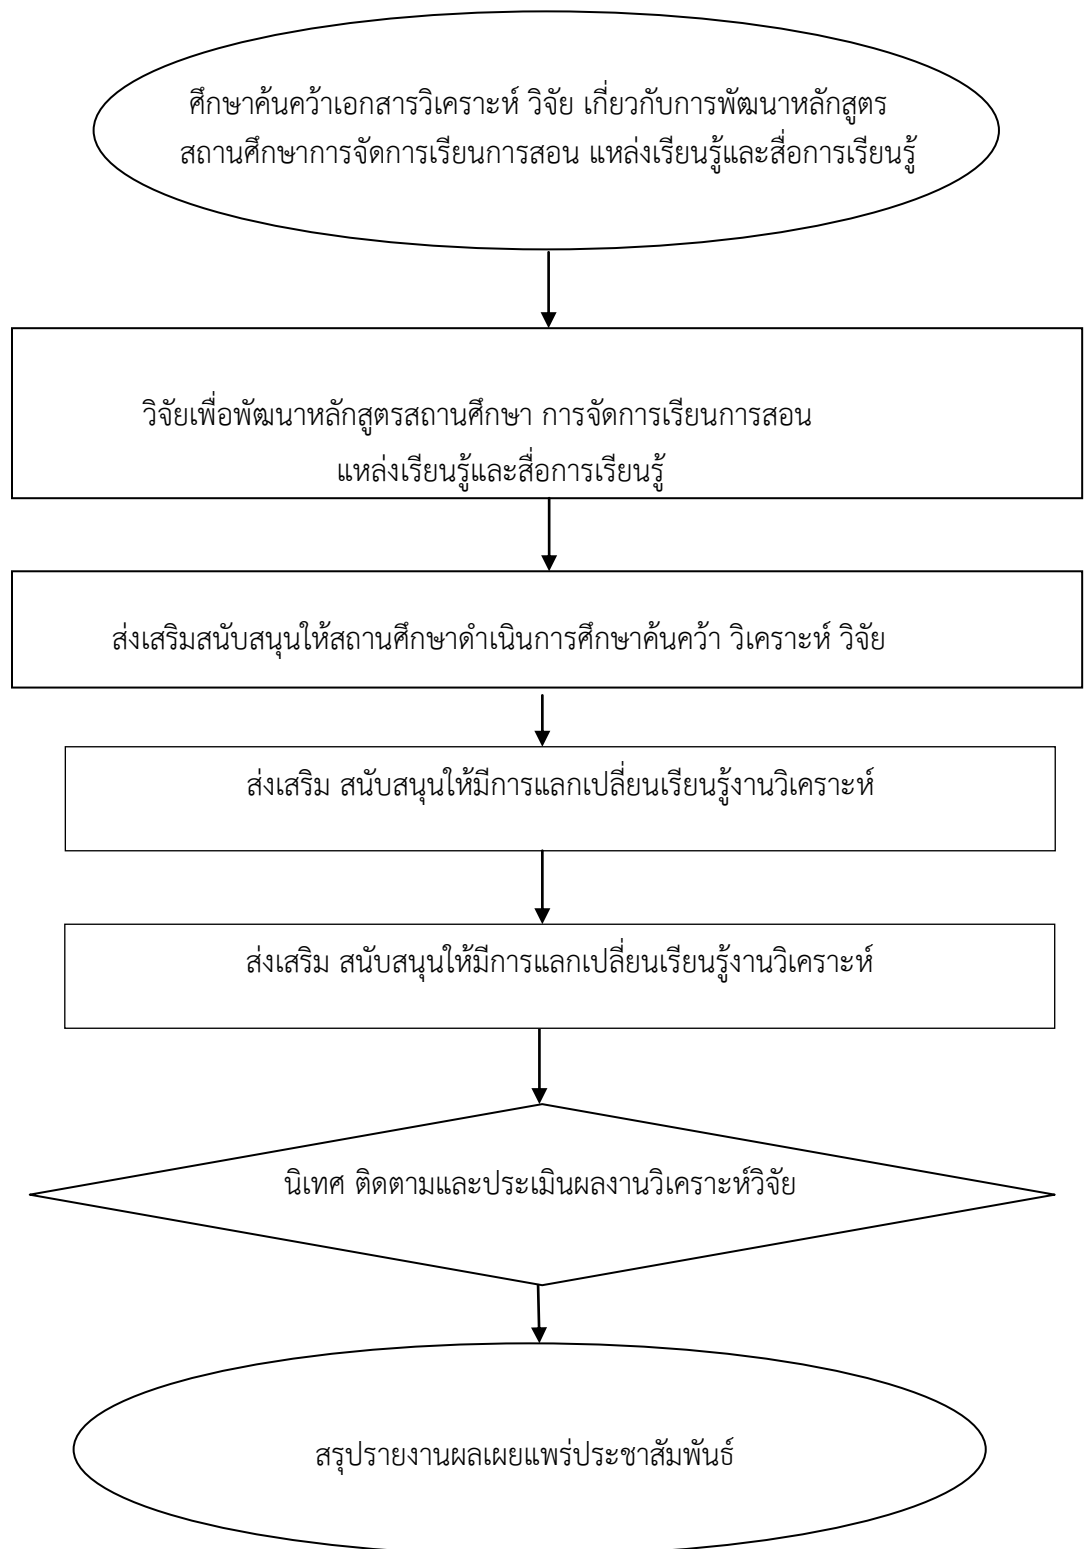 ศึกษาค้นคว้าเอกสารวิเคราะห์ วิจัย เกี่ยวกับการพัฒนาหลักสูตร
สถานศึกษาการจัดการเรียนการสอน แหล่งเรียนรู้และสื่อการเรียนรู้
วิจัยเพื่อพัฒนาหลักสูตรสถานศึกษา การจัดการเรียนการสอน
แหล่งเรียนรู้และสื่อการเรียนรู้
ส่งเสริมสนับสนุนให้สถานศึกษาดำเนินการศึกษาค้นคว้า วิเคราะห์ วิจัย
ส่งเสริม สนับสนุนให้มีการแลกเปลี่ยนเรียนรู้งานวิเคราะห์
ส่งเสริม สนับสนุนให้มีการแลกเปลี่ยนเรียนรู้งานวิเคราะห์
นิเทศ ติดตามและประเมินผลงานวิเคราะห์วิจัย
สรุปรายงานผลเผยแพร่ประชาสัมพันธ์